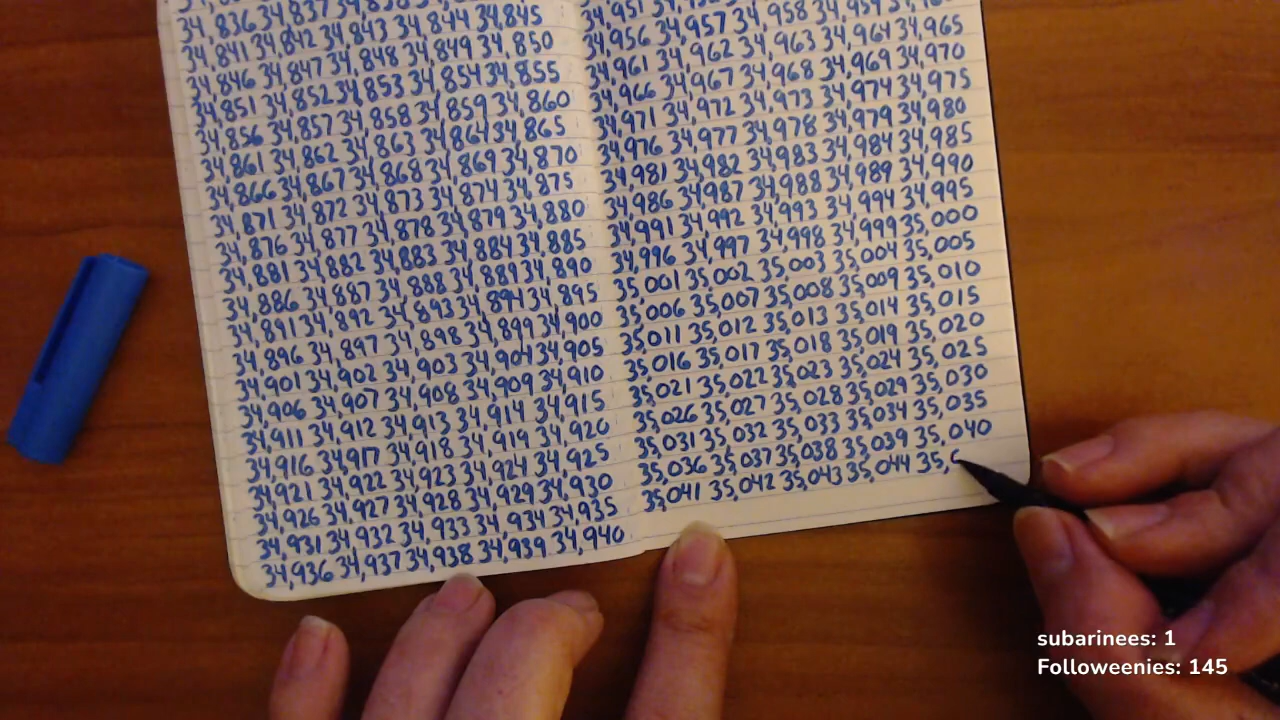 34,836 34,837 34,838
34,841 34,842 34,843 34,844 34,845
34,846 34,847 34,848 34,849 34,850
34,851 34,852 34,853 34,854 34,855
34,856 34,857 34,858 34,859 34,860
34,861 34,862 34,863 34,864 34,865
34,866 34,867 34,868 34,869 34,870
34,871 34,872 34,873 34,874 34,875
34,876 34,877 34,878 34,879 34,880
34,881 34,882 34,883 34,884 34,885
34,886 34,887 34,888 34,889 34,890
34,891 34,892 34,893 34,894 34,895
34,896 34,897 34,898 34,899 34,900
34,901 34,902 34,903 34,904 34,905
34,906 34,907 34,908 34,909 34,910
34,911 34,912 34,913 34,914 34,915
34,916 34,917 34,918 34,919 34,920
34,921 34,922 34,923 34,924 34,925
34,926 34,927 34,928 34,929 34,930
34,931 34,932 34,933 34,934 34,935
34,936 34,937 34,938 34,939 34,940
34,951
34,956 34,957 34,958 34,959
34,961 34,962 34,963 34,964 34,965
34,966 34,967 34,968 34,969 34,970
34,971 34,972 34,973 34,974 34,975
34,976 34,977 34,978 34,979 34,980
34,981 34,982 34,983 34,984 34,985
34,986 34,987 34,988 34,989 34,990
34,991 34,992 34,993 34,994 34,995
34,996 34,997 34,998 34,999 35,000
35,001 35,002 35,003 35,004 35,005
35,006 35,007 35,008 35,009 35,010
35,011 35,012 35,013 35,014 35,015
35,016 35,017 35,018 35,019 35,020
35,021 35,022 35,023 35,024 35,025
35,026 35,027 35,028 35,029 35,030
35,031 35,032 35,033 35,034 35,035
35,036 35,037 35,038 35,039 35,040
35,041 35,042 35,043 35,044 35,
subarinees: 1
Followeenies: 145